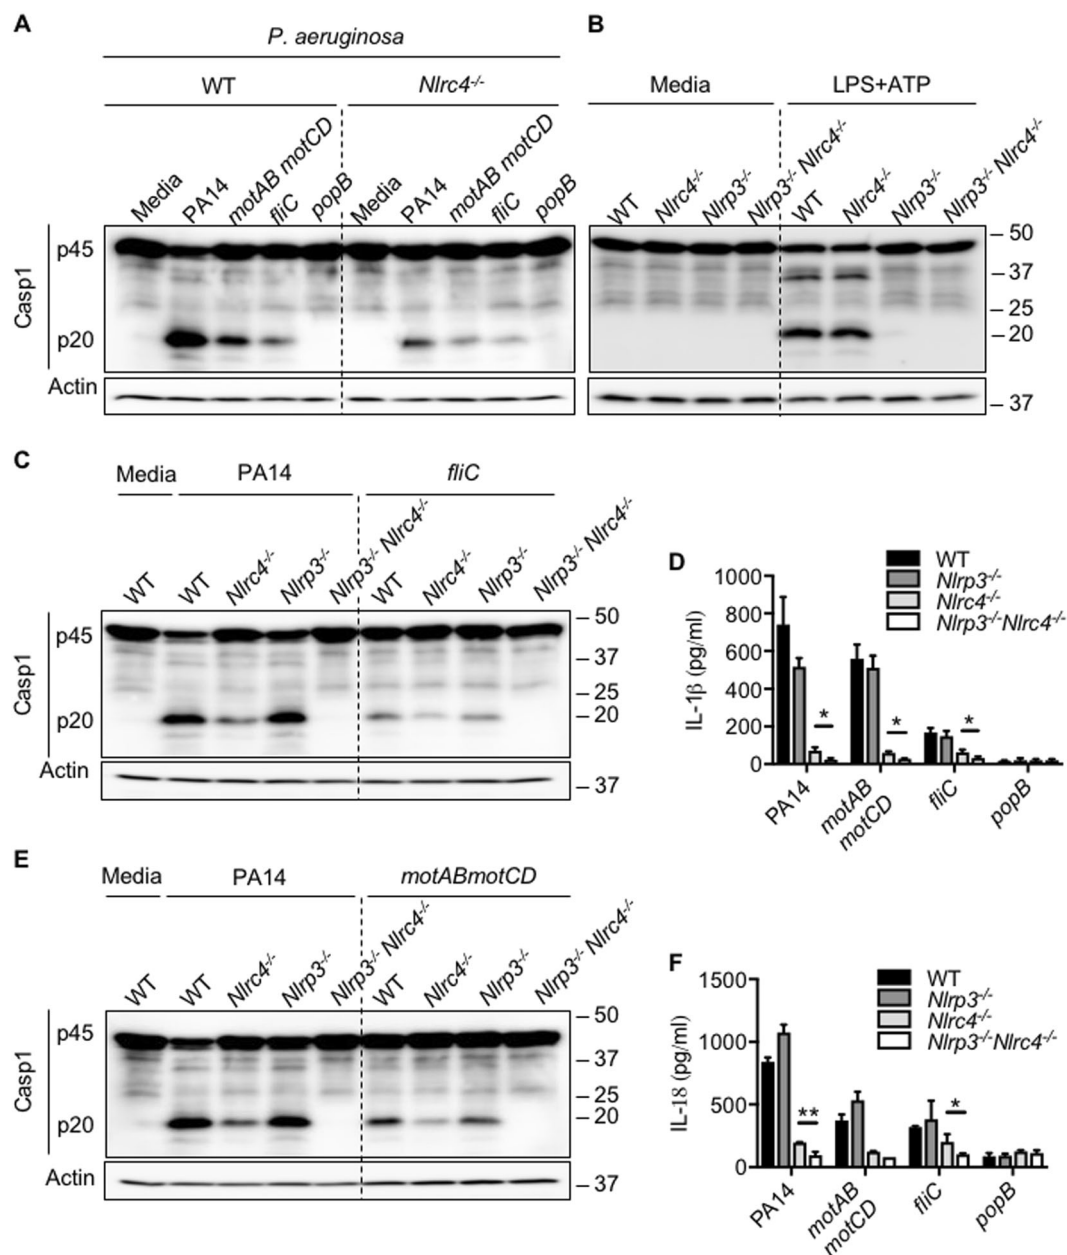 A
P. aeruginosa
WT
Nlrc4-/-
Media PA14 motAB motCD fliC popB Media PA14 motAB motCD fliC popB
Casp1
p45
p20
Actin
B
Media
LPS+ATP
WT Nlrc4-/- Nlrp3-/- Nlrp3-/- Nlrc4-/- WT Nlrc4-/- Nlrp3-/- Nlrp3-/- Nlrc4-/-
50
37
25
20
37
C
Media
PA14
fliC
WT WT Nlrc4-/- Nlrp3-/- Nlrp3-/- Nlrc4-/- WT Nlrc4-/- Nlrp3-/- Nlrp3-/- Nlrc4-/-
Casp1
p45
p20
Actin
50
37
25
20
37
D
WT
Nlrp3-/-
Nlrc4-/-
Nlrp3-/-Nlrc4-/-
IL-1β (pg/ml)
1000
800
600
400
200
0
*
*
*
PA14
motAB
motCD
fliC
popB
E
Media
PA14
motABmotCD
WT WT Nlrc4-/- Nlrp3-/- Nlrp3-/- Nlrc4-/- WT Nlrc4-/- Nlrp3-/- Nlrp3-/- Nlrc4-/-
Casp1
p45
p20
Actin
50
37
25
20
37
F
WT
Nlrp3-/-
Nlrc4-/-
Nlrp3-/-Nlrc4-/-
IL-18 (pg/ml)
1500
1000
500
0
**
*
PA14
motAB
motCD
fliC
popB